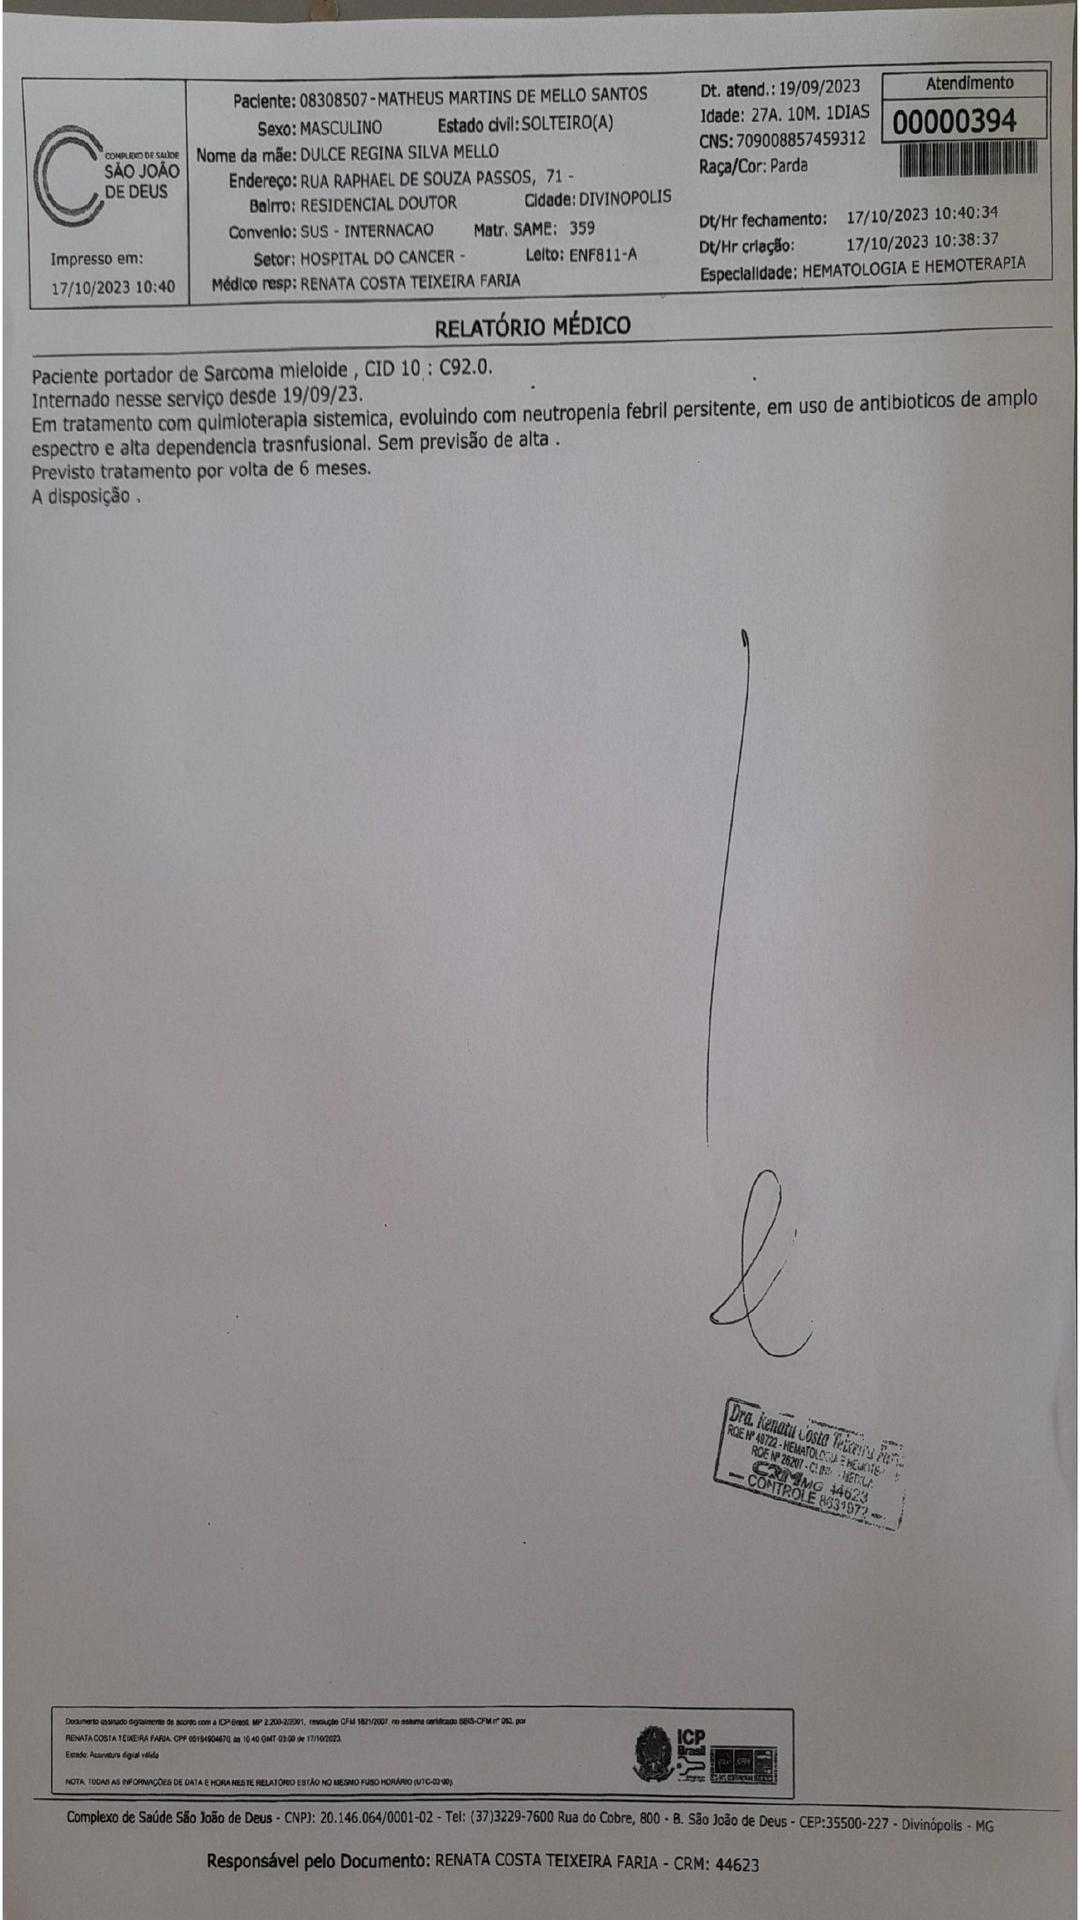 COMPLEXO DE SAÚDE
SÃO JOÃO
DE DEUS
Impresso em:
17/10/2023 10:40
Paciente: 08308507-MATHEUS MARTINS DE MELLO SANTOS
Sexo: MASCULINO Estado civil: SOLTEIRO(A)
Nome da mãe: DULCE REGINA SILVA MELLO
Endereço: RUA RAPHAEL DE SOUZA PASSOS, 71 -
Bairro: RESIDENCIAL DOUTOR Cidade: DIVINOPOLIS
Convenio: SUS - INTERNACAO Matr. SAME: 359
Setor: HOSPITAL DO CANCER - Leito: ENF811-A
Médico resp: RENATA COSTA TEIXEIRA FARIA
Dt. atend.: 19/09/2023
Idade: 27A. 10M. 1DIAS
CNS: 709008857459312
Raça/Cor: Parda
Atendimento
00000394
Dt/Hr fechamento: 17/10/2023 10:40:34
Dt/Hr criação: 17/10/2023 10:38:37
Especialidade: HEMATOLOGIA E HEMOTERAPIA
RELATÓRIO MÉDICO
Paciente portador de Sarcoma mieloide , CID 10 : C92.0.
Internado nesse serviço desde 19/09/23.
Em tratamento com quimioterapia sistemica, evoluindo com neutropenia febril persitente, em uso de antibioticos de amplo
espectro e alta dependencia trasnfusional. Sem previsão de alta .
Previsto tratamento por volta de 6 meses.
A disposição .
Dra. Renata Costa Teixeira
RQE Nº 49722 - HEMATOLOGIA E
RQE Nº 26207 -
CRMMG 44623
CONTROLE 8631972
Documento assinado digitalmente de acordo com a ICP-Brasil, MP 2.200-2/2001, resolução CFM 1821/2007, no sistema certificado SBIS-CFM nº 052, por
RENATA COSTA TEIXEIRA FARIA, CPF 05184904670, às 10:40 GMT-03:00 de 17/10/2023.
Estado: Assinatura digital válida
NOTA: TODAS AS INFORMAÇÕES DE DATA E HORA NESTE RELATÓRIO ESTÃO NO MESMO FUSO HORÁRIO (UTC-03:00).
ICP
Brasil
Complexo de Saúde São João de Deus - CNPJ: 20.146.064/0001-02 - Tel: (37)3229-7600 Rua do Cobre, 800 - B. São João de Deus - CEP:35500-227 - Divinópolis - MG
Responsável pelo Documento: RENATA COSTA TEIXEIRA FARIA - CRM: 44623